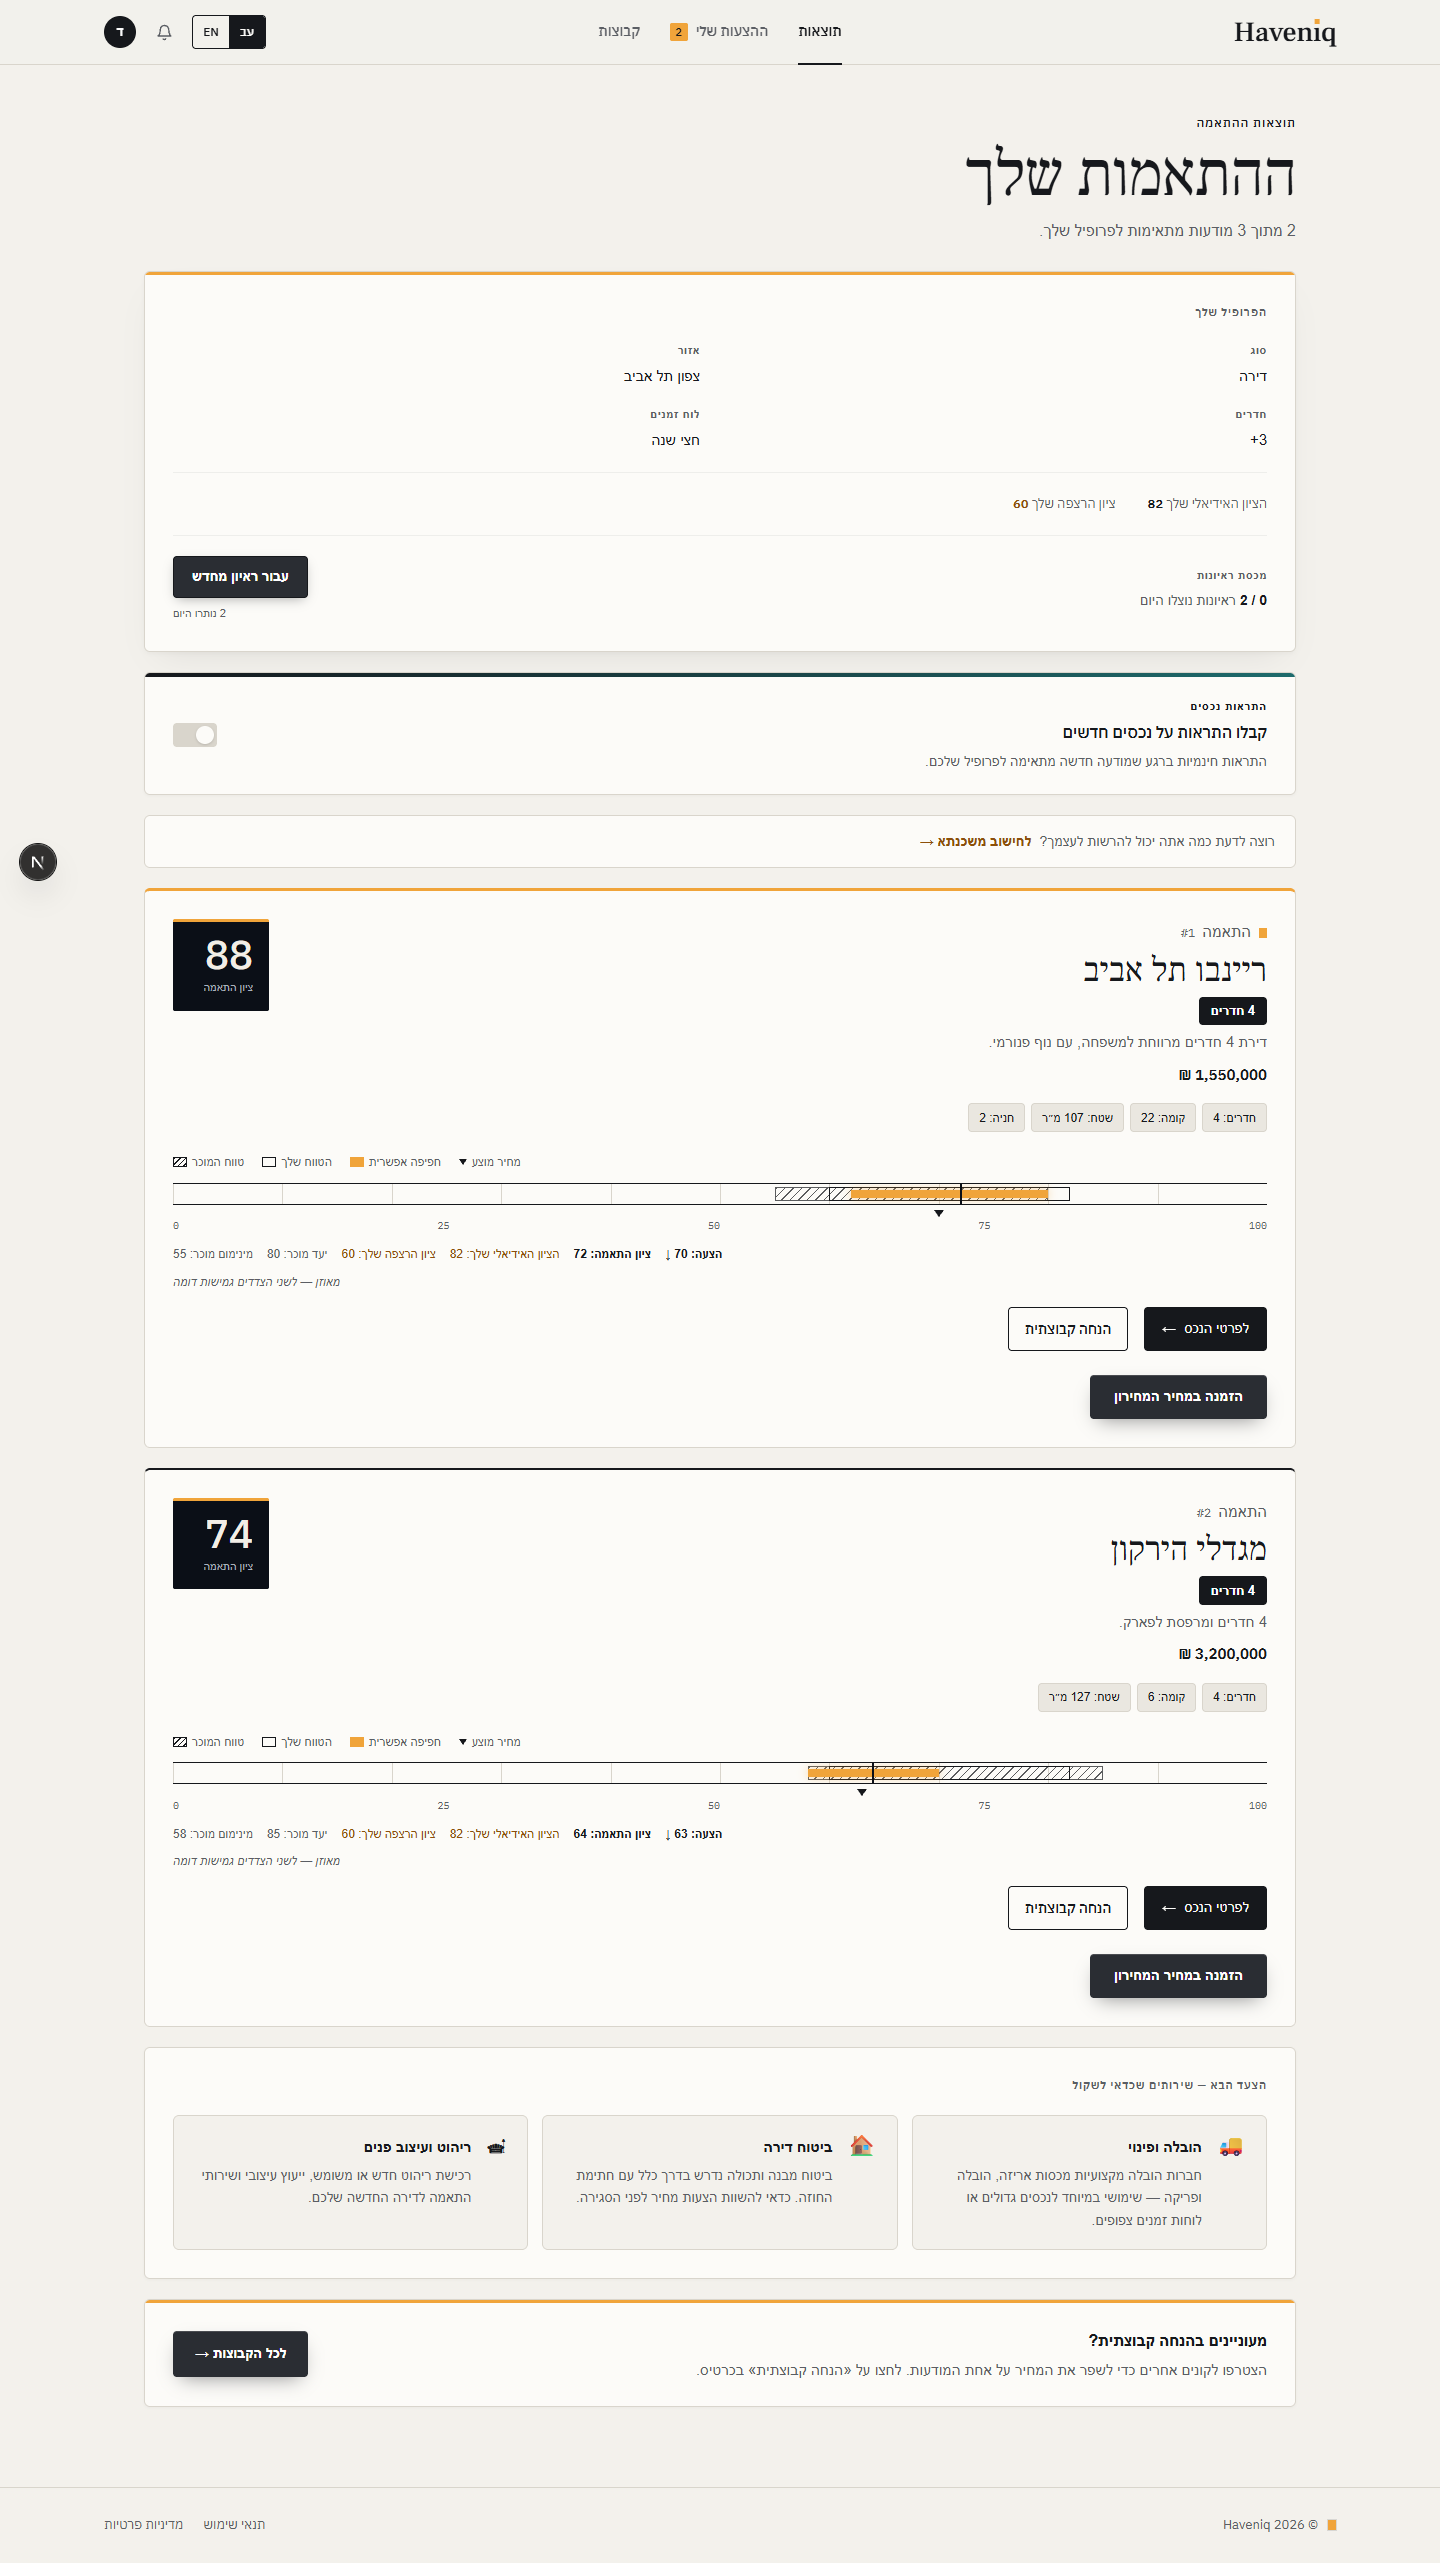 Haveniq
תוצאות
ההצעות שלי 2
קבוצות
עב EN
ד
תוצאות ההתאמה
ההתאמות שלך
2 מתוך 3 מודעות מתאימות לפרופיל שלך.
הפרופיל שלך
סוג
דירה
אזור
צפון תל אביב
חדרים
3+
לוח זמנים
חצי שנה
הציון האידיאלי שלך 82 ציון הרצפה שלך 60
מכסת ראיונות
0 / 2 ראיונות נוצלו היום
עבור ראיון מחדש
2 נותרו היום
התראות נכסים
קבלו התראות על נכסים חדשים
התראות חינמיות ברגע שמודעה חדשה מתאימה לפרופיל שלכם.
רוצה לדעת כמה אתה יכול להרשות לעצמך? לחישוב משכנתא →
התאמה #1
ריינבו תל אביב
4 חדרים
דירת 4 חדרים מרווחת למשפחה, עם נוף פנורמי.
1,550,000 ₪
88
ציון התאמה
חדרים: 4 קומה: 22 שטח: 107 מ״ר חניה: 2
מחיר מוצע חפיפה אפשרית הטווח שלך טווח המוכר
0 25 50 75 100
הצעה: 70 ↓ ציון התאמה: 72 הציון האידיאלי שלך: 82 ציון הרצפה שלך: 60 יעד מוכר: 80 מינימום מוכר: 55
מאוזן — לשני הצדדים גמישות דומה
לפרטי הנכס ←
הנחה קבוצתית
הזמנה במחיר המחירון
התאמה #2
מגדלי הירקון
4 חדרים
4 חדרים ומרפסת לפארק.
3,200,000 ₪
74
ציון התאמה
חדרים: 4 קומה: 6 שטח: 127 מ״ר
מחיר מוצע חפיפה אפשרית הטווח שלך טווח המוכר
0 25 50 75 100
הצעה: 63 ↓ ציון התאמה: 64 הציון האידיאלי שלך: 82 ציון הרצפה שלך: 60 יעד מוכר: 85 מינימום מוכר: 58
מאוזן — לשני הצדדים גמישות דומה
לפרטי הנכס ←
הנחה קבוצתית
הזמנה במחיר המחירון
הצעד הבא — שירותים שכדאי לשקול
הובלה ופינוי
חברות הובלה מקצועיות מכסות אריזה, הובלה
ופריקה — שימושי במיוחד לנכסים גדולים או
לוחות זמנים צפופים.
ביטוח דירה
ביטוח מבנה ותכולה נדרש בדרך כלל עם חתימת
החוזה. כדאי להשוות הצעות מחיר לפני הסגירה.
ריהוט ועיצוב פנים
רכישת ריהוט חדש או משומש, ייעוץ עיצובי ושירותי
התאמה לדירה החדשה שלכם.
מעוניינים בהנחה קבוצתית?
הצטרפו לקונים אחרים כדי לשפר את המחיר על אחת המודעות. לחצו על «הנחה קבוצתית» בכרטיס.
לכל הקבוצות →
© 2026 Haveniq
תנאי שימוש
מדיניות פרטיות